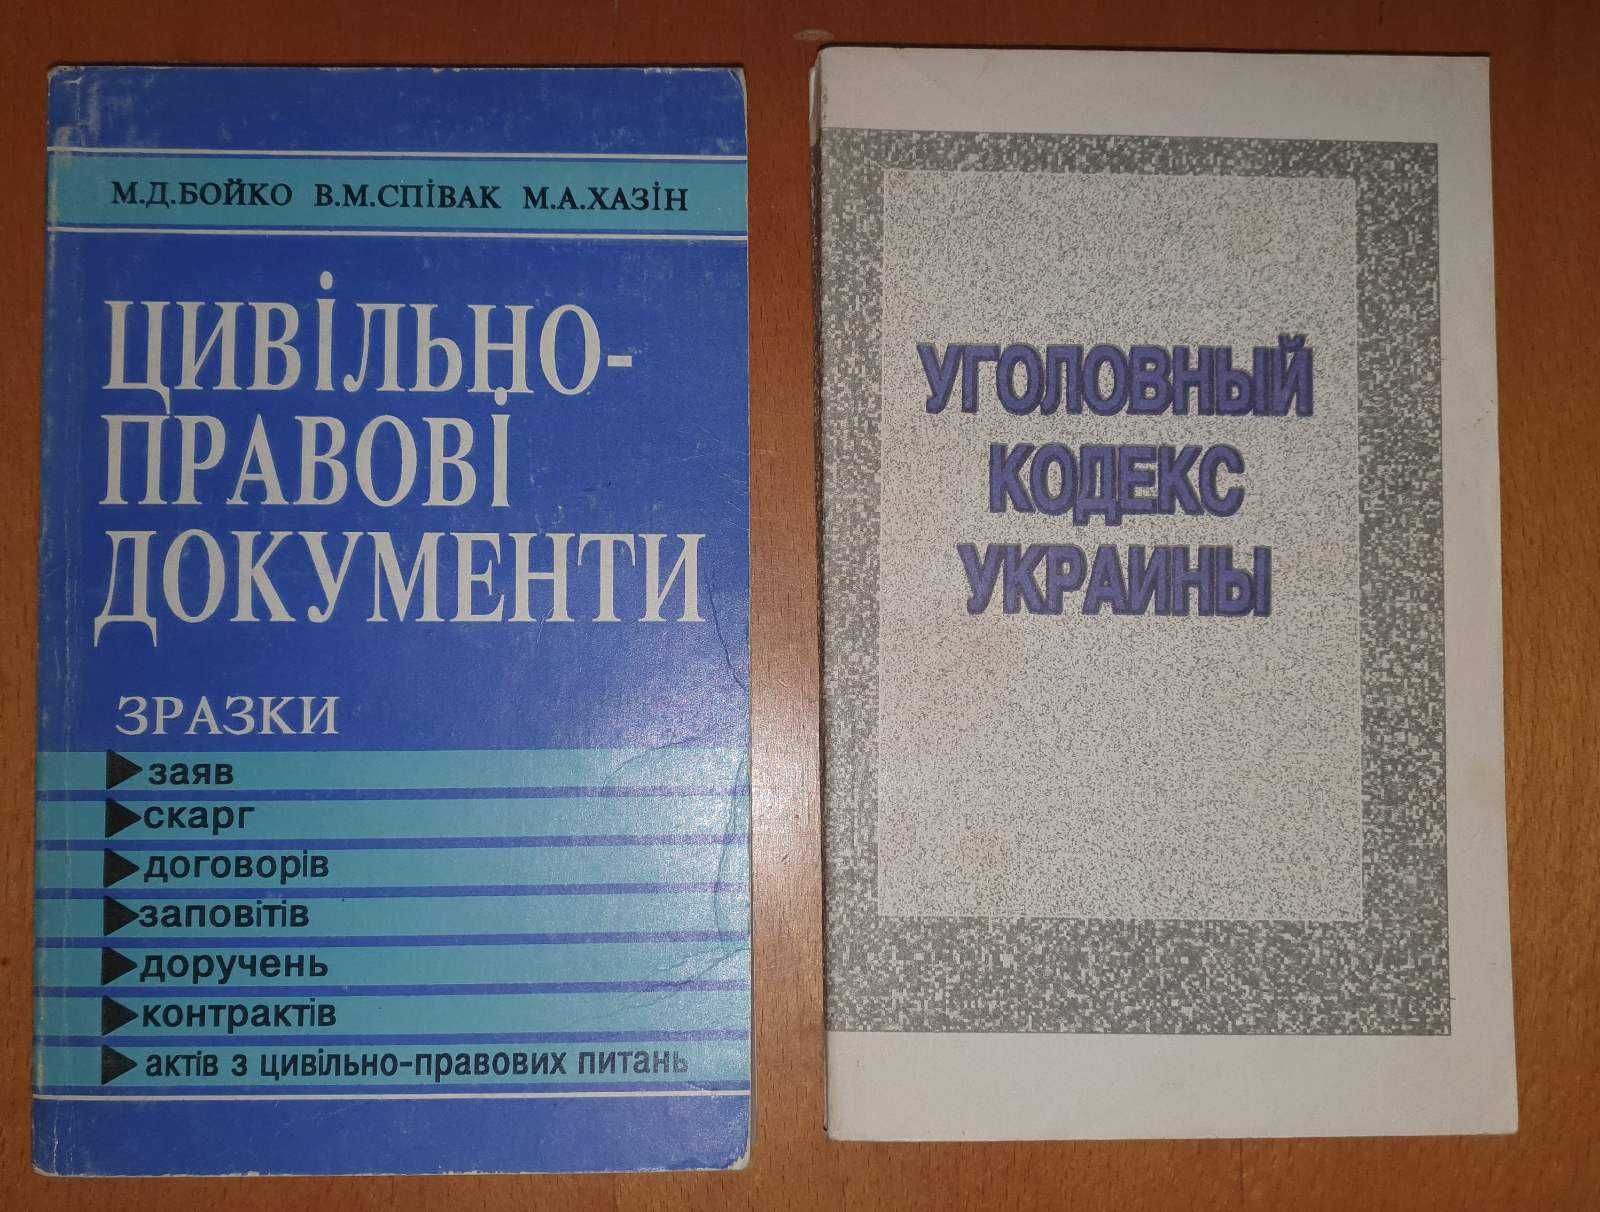 М.Д.БОЙКО В.М.СПІВАК М.А.ХАЗІН
ЦИВІЛЬНО-
ПРАВОВІ
ДОКУМЕНТИ
ЗРАЗКИ
заяв
скарг
договорів
заповітів
доручень
контрактів
актів з цивільно-правових питань
УГОЛОВНЫЙ
КОДЕКС
УКРАИНЫ